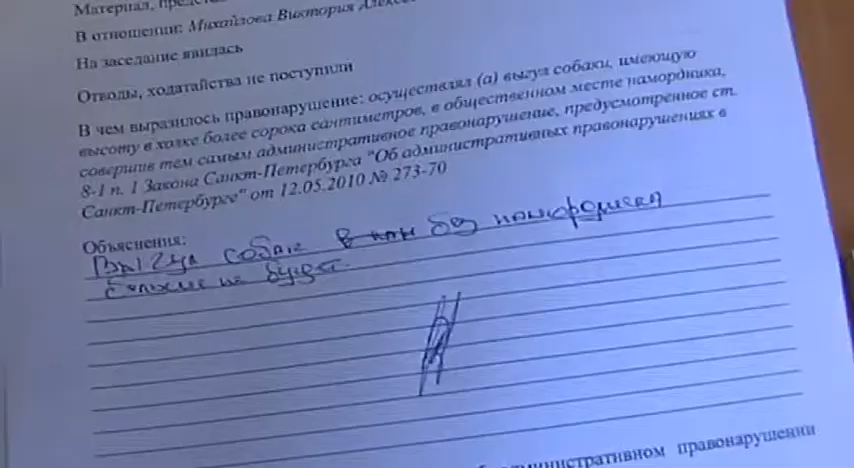 Материал, предста
В отношении: Михайлова Виктория Алексе
На заседание явилась
Отводы, ходатайства не поступили
В чем выразилось правонарушение: осуществлял (а) выгул собаки, имеющую
высоту в холке более сорока сантиметров, в общественном месте намордника,
совершив тем самым административное правонарушение, предусмотренное ст.
8-1 п. 1 Закона Санкт-Петербурга "Об административных правонарушениях в
Санкт-Петербурге" от 12.05.2010 № 273-70
Объяснения:
Выгул собак без намордника
больше не будет.
административном правонарушении